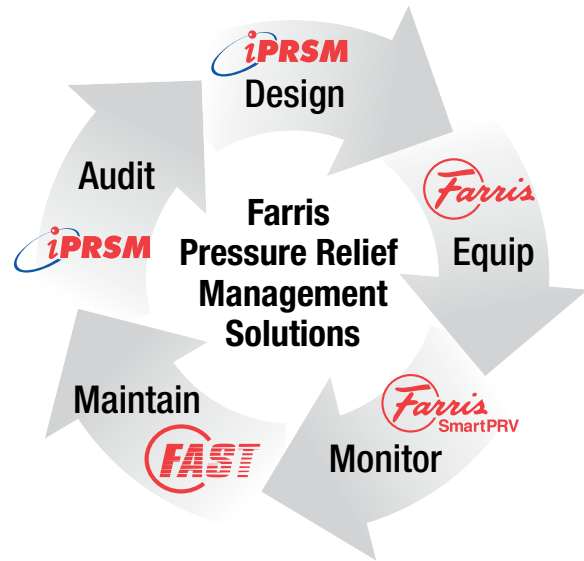 iPRSM
Design
Farris
Equip
Farris
SmartPRV
Monitor
FAST
Maintain
iPRSM
Audit
Farris
Pressure Relief
Management
Solutions